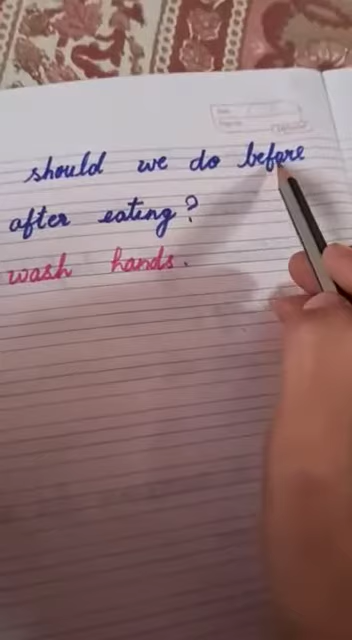 should we do before
after eating?
wash hands.